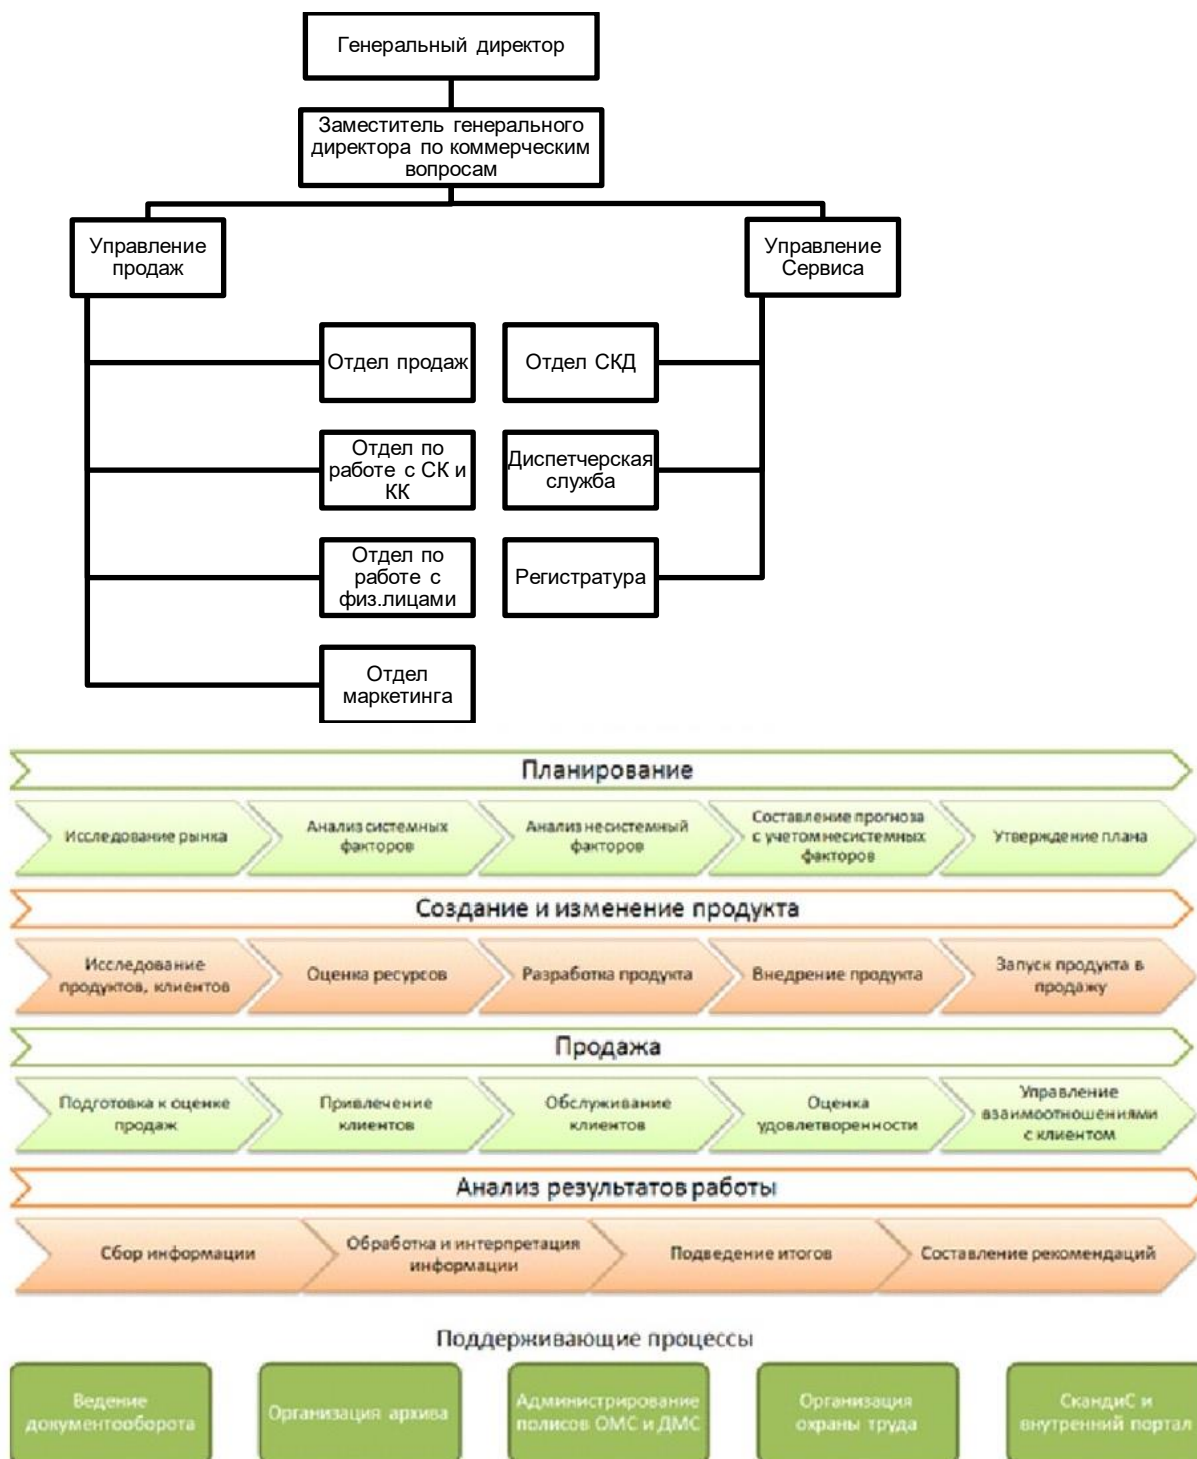 Генеральный директор
Заместитель генерального
директора по коммерческим
вопросам
Управление
продаж
Управление
Сервиса
Отдел продаж
Отдел СКД
Отдел по
работе с СК и
КК
Диспетчерская
служба
Отдел по
работе с
физ.лицами
Регистратура
Отдел
маркетинга
Планирование
Исследование рынка
Анализ системных
факторов
Анализ несистемный
факторов
Составление прогноза
с учетом несистемных
факторов
Утверждение плана
Создание и изменение продукта
Исследование
продуктов, клиентов
Оценка ресурсов
Разработка продукта
Внедрение продукта
Запуск продукта в
продажу
Продажа
Подготовка к оценке
продаж
Привлечение
клиентов
Обслуживание
клиентов
Оценка
удовлетворенности
Управление
взаимоотношениями
с клиентом
Анализ результатов работы
Сбор информации
Обработка и интерпретация
информации
Подведение итогов
Составление рекомендаций
Поддерживающие процессы
Ведение
документооборота
Организация архива
Администрирование
полисов ОМС и ДМС
Организация
охраны труда
СкандиС и
внутренний портал